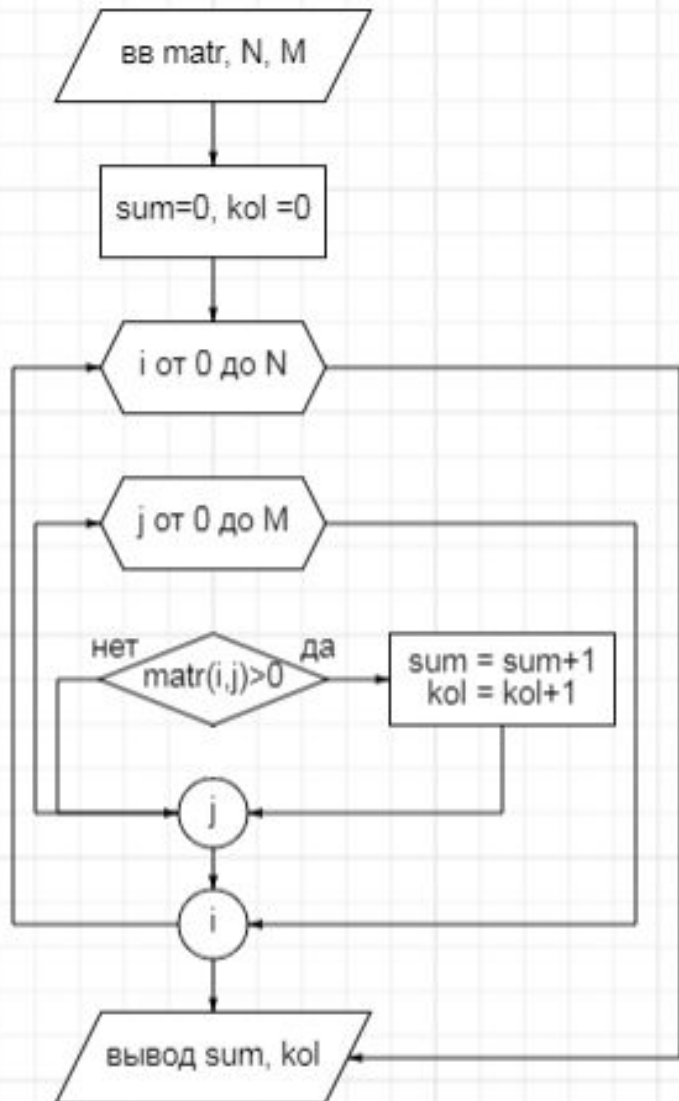 вв matr, N, M
sum=0, kol =0
i от 0 до N
j от 0 до M
нет
да
matr(i,j)>0
sum = sum+1
kol = kol+1
j
i
вывод sum, kol